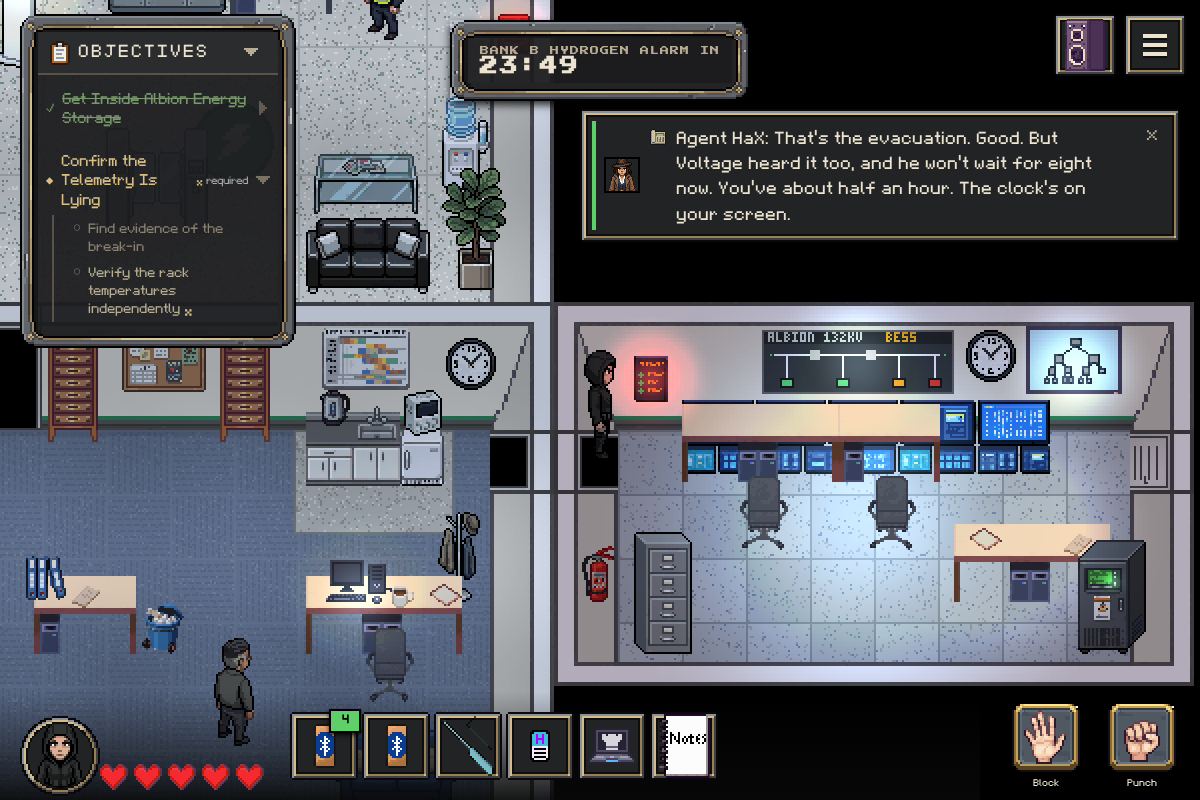 OBJECTIVES
Get Inside Albion Energy
Storage
Confirm the
Telemetry Is
Lying
required
Find evidence of the
break-in
Verify the rack
temperatures
independently
BANK B HYDROGEN ALARM IN
23:49
Agent HaX: That's the evacuation. Good. But
Voltage heard it too, and he won't wait for eight
now. You've about half an hour. The clock's on
your screen.
ALBION 132KV BESS
4
H
Notes
Block
Punch